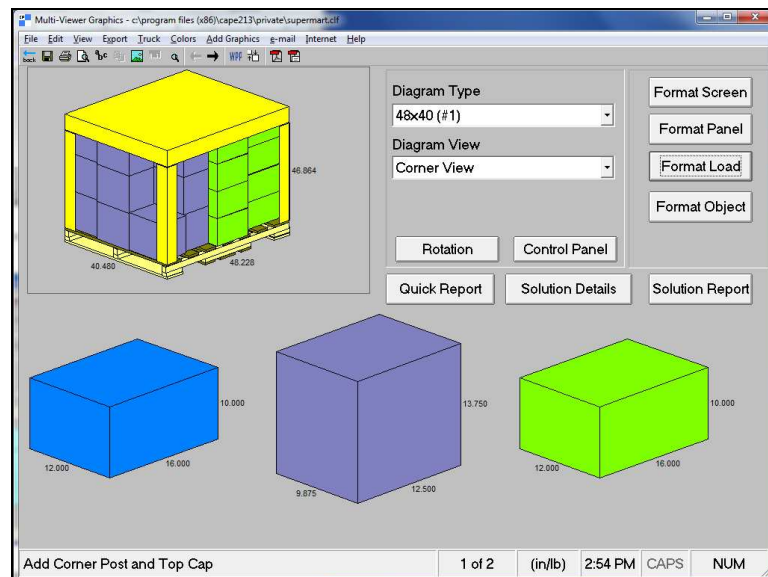 Multi-Viewer Graphics - c:\program files (x86)\cape213\private\supermart.clf
File Edit View Export Truck Colors Add Graphics e-mail Internet Help
back
WPF
46.864
40.480
48.228
Diagram Type
48x40 (#1)
Diagram View
Corner View
Rotation
Control Panel
Format Screen
Format Panel
Format Load
Format Object
Quick Report
Solution Details
Solution Report
10.000
12.000
16.000
13.750
9.875
12.500
10.000
12.000
16.000
Add Corner Post and Top Cap
1 of 2
(in/lb)
2:54 PM
CAPS
NUM